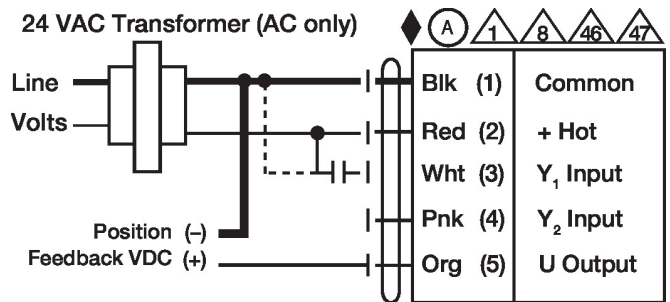 24 VAC Transformer (AC only)
A 1 8 46 47
Line
Volts
Blk (1) Common
Red (2) + Hot
Wht (3) Y₁ Input
Pnk (4) Y₂ Input
Position (–)
Feedback VDC (+)
Org (5) U Output